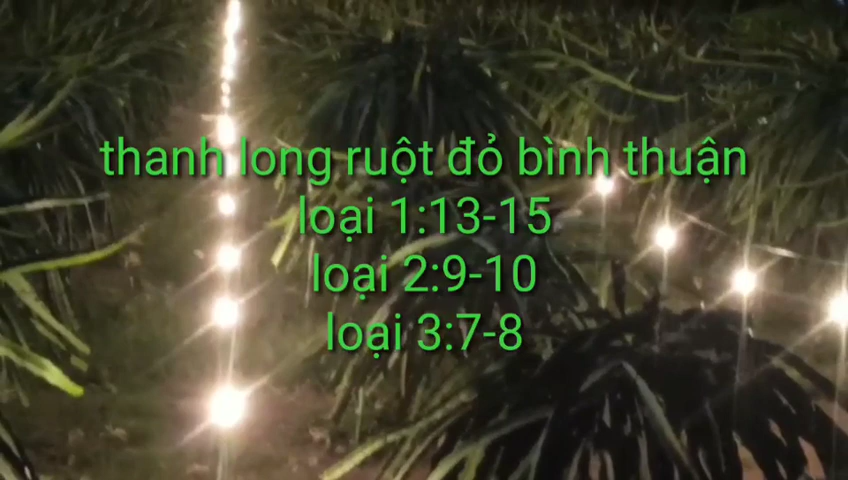 thanh long ruột đỏ bình thuận
loại 1:13-15
loại 2:9-10
loại 3:7-8